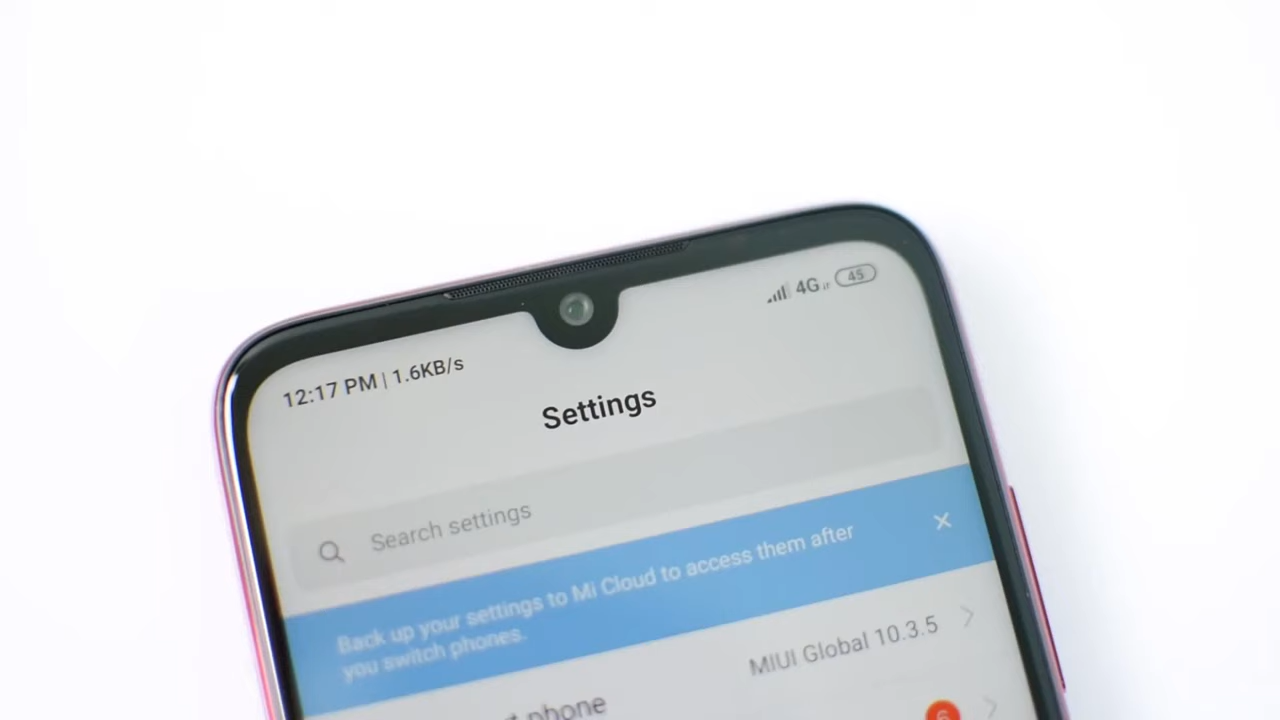 12:17 PM | 1.6KB/s
4G
45
Settings
Search settings
Back up your settings to Mi Cloud to access them after
you switch phones.
phone
MIUI Global 10.3.5
6